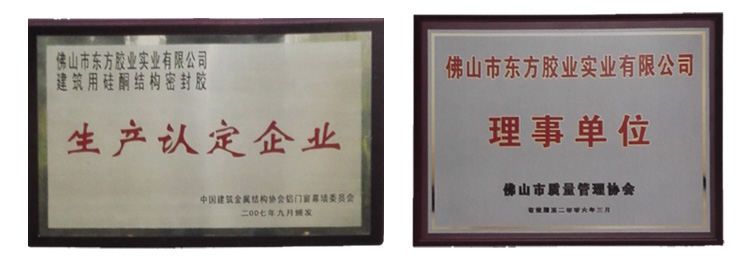 佛山市东方胶业实业有限公司
建筑用硅酮结构密封胶
生产认定企业
中国建筑金属结构协会铝门窗幕墙委员会
二00七年九月颁发
佛山市东方胶业实业有限公司
理事单位
佛山市质量管理协会